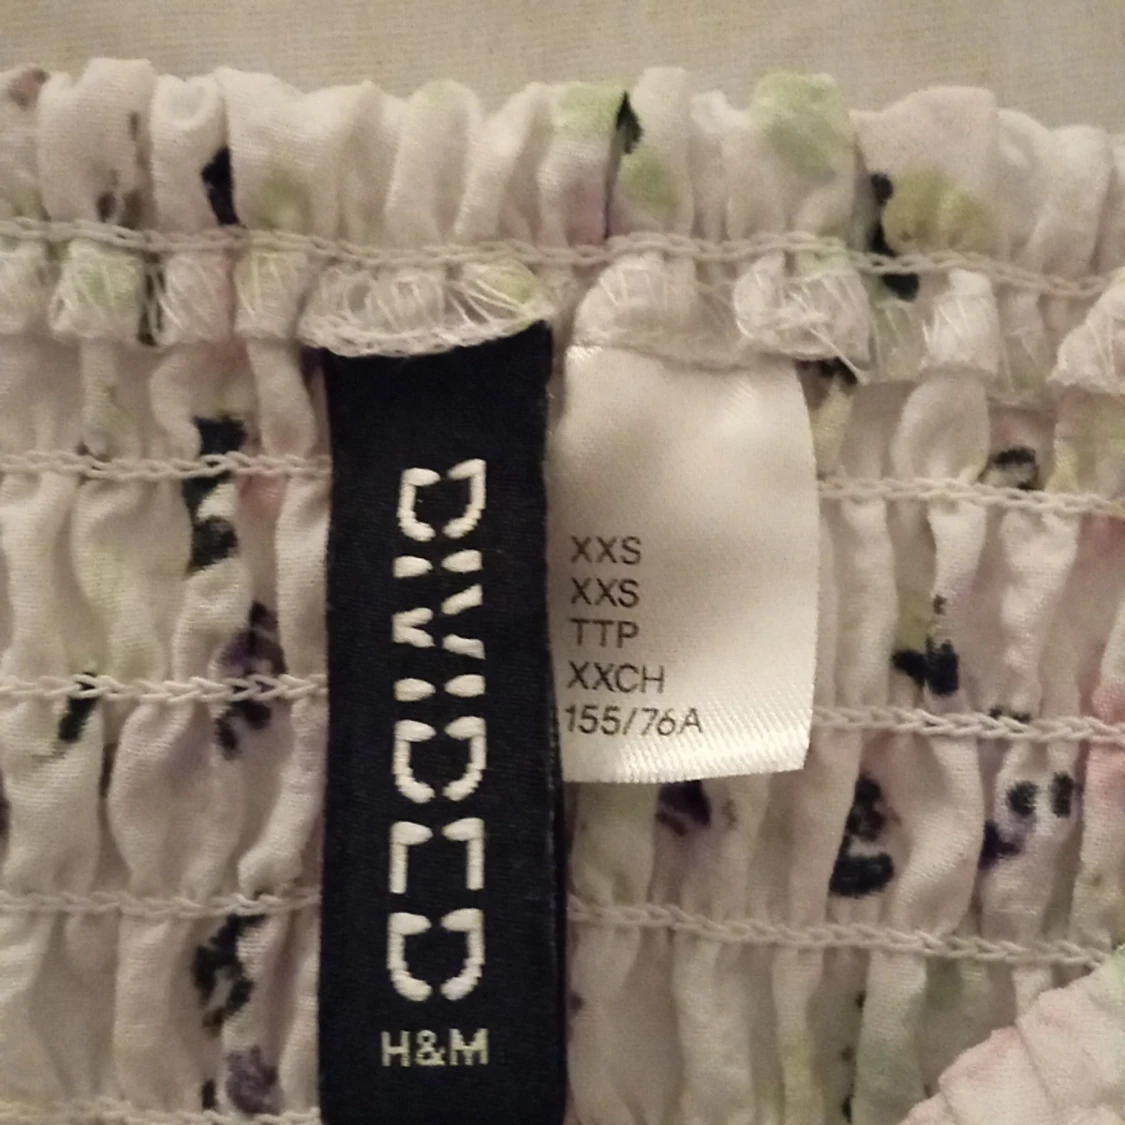 DIVIDED
H&M
XXS
XXS
TTP
XXCH
155/76A